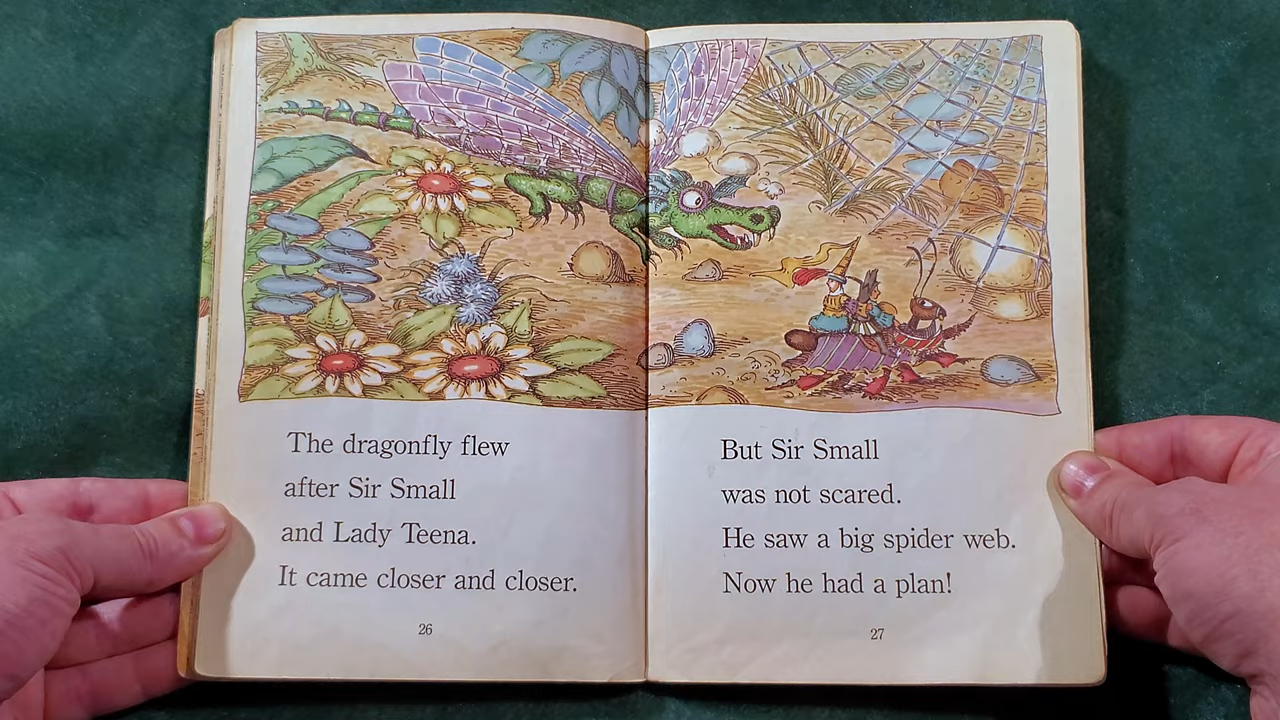 The dragonfly flew
after Sir Small
and Lady Teena.
It came closer and closer.
26
But Sir Small
was not scared.
He saw a big spider web.
Now he had a plan!
27